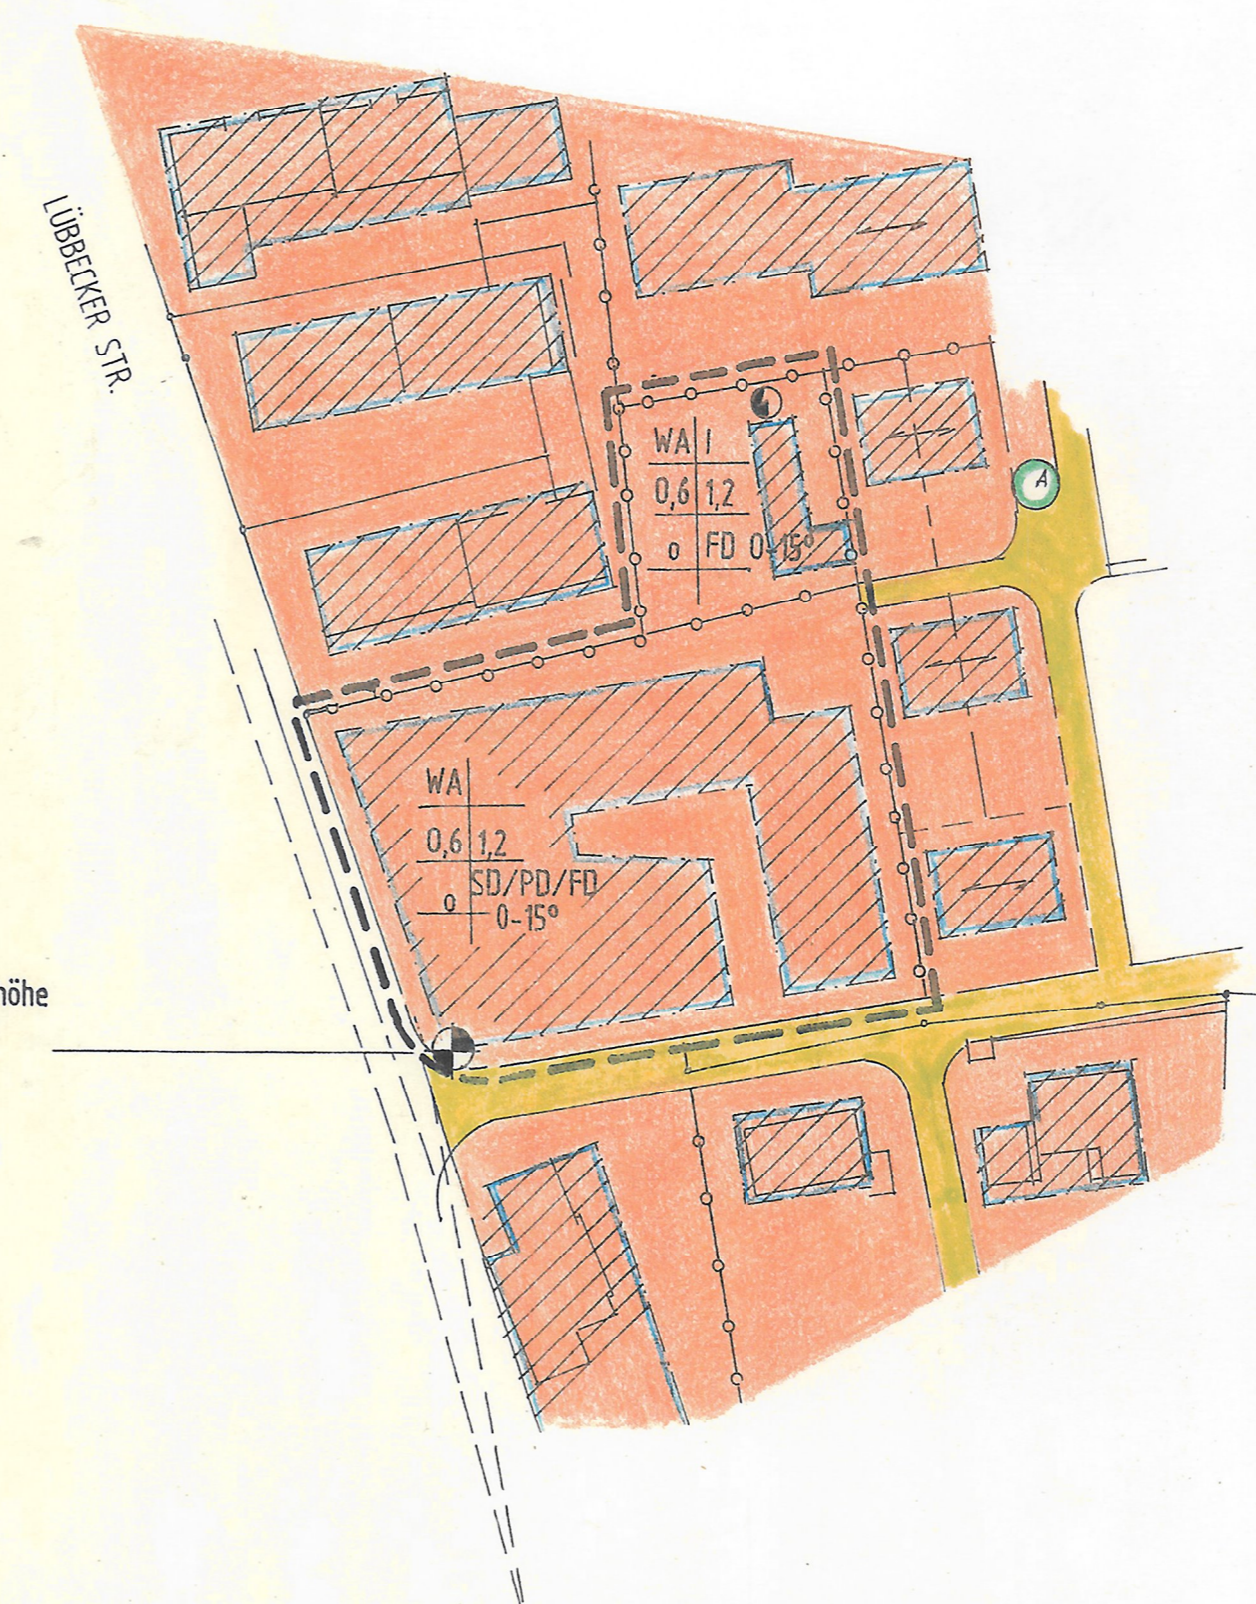 LÜBBECKER STR.
WA I
0,6 1,2
o FD 0-15°
A
WA
0,6 1,2
SD/PD/FD
o 0-15°
höhe